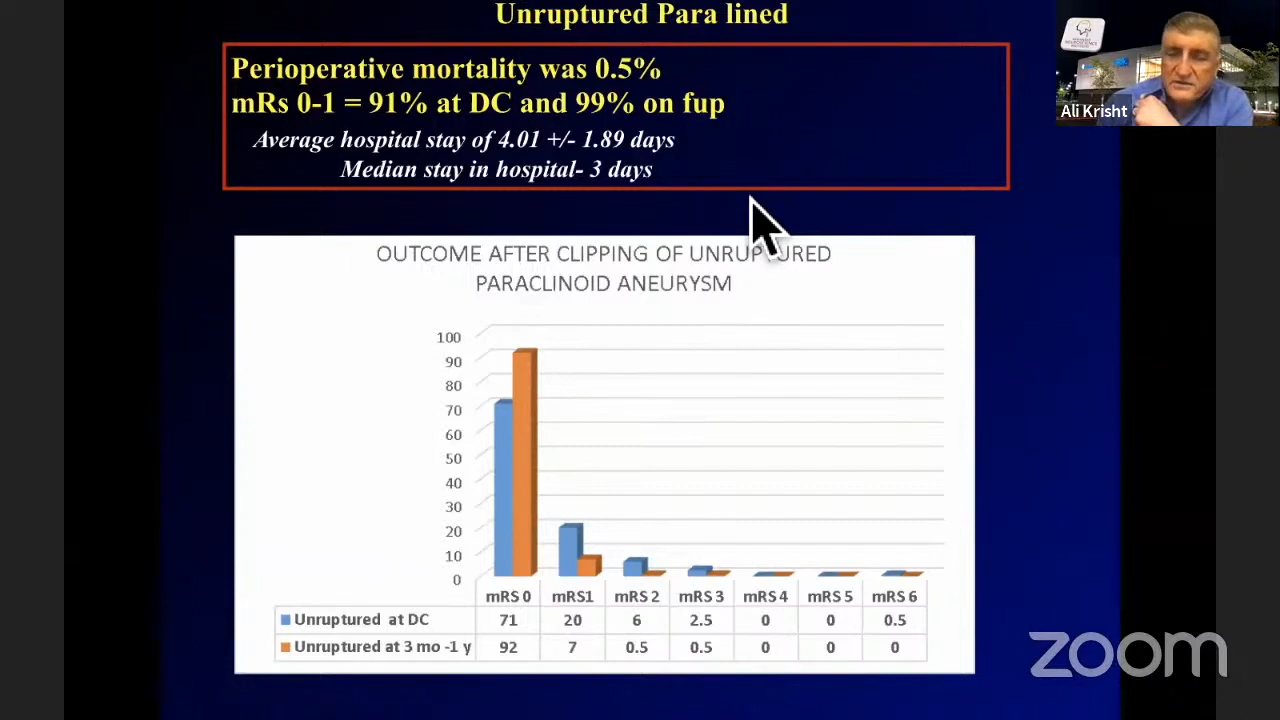 Unruptured Para lined
Perioperative mortality was 0.5%
mRs 0-1 = 91% at DC and 99% on fup
Average hospital stay of 4.01 +/- 1.89 days
Median stay in hospital- 3 days
Ali Krisht
OUTCOME AFTER CLIPPING OF UNRUPTURED
PARACLINOID ANEURYSM
100
90
80
70
60
50
40
30
20
10
0
mRS 0 mRS1 mRS 2 mRS 3 mRS 4 mRS 5 mRS 6
Unruptured at DC 71 20 6 2.5 0 0 0.5
Unruptured at 3 mo -1 y 92 7 0.5 0.5 0 0 0
zoom